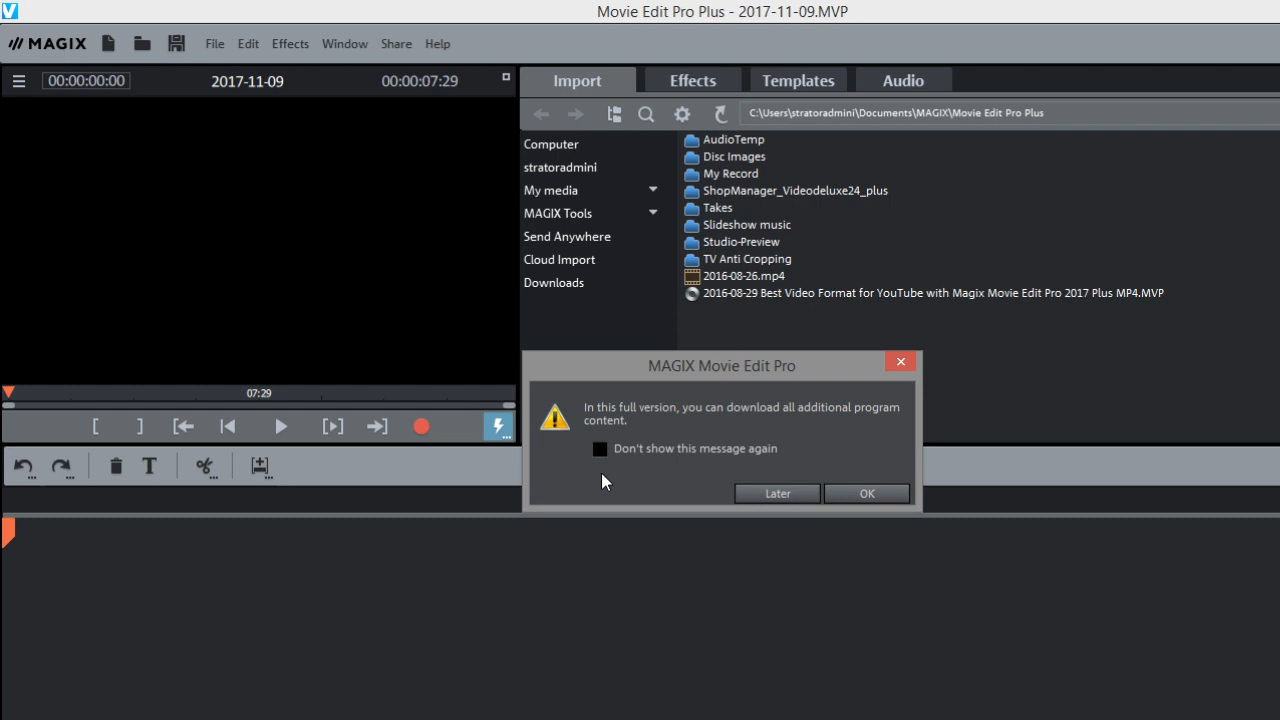 Movie Edit Pro Plus - 2017-11-09.MVP
MAGIX File Edit Effects Window Share Help
00:00:00:00 2017-11-09 00:00:07:29
Import Effects Templates Audio
C:\Users\stratoradmini\Documents\MAGIX\Movie Edit Pro Plus
Computer
stratoradmini
My media
MAGIX Tools
Send Anywhere
Cloud Import
Downloads
AudioTemp
Disc Images
My Record
ShopManager_Videodeluxe24_plus
Takes
Slideshow music
Studio-Preview
TV Anti Cropping
2016-08-26.mp4
2016-08-29 Best Video Format for YouTube with Magix Movie Edit Pro 2017 Plus MP4.MVP
07:29
MAGIX Movie Edit Pro
In this full version, you can download all additional program
content.
Don't show this message again
Later OK